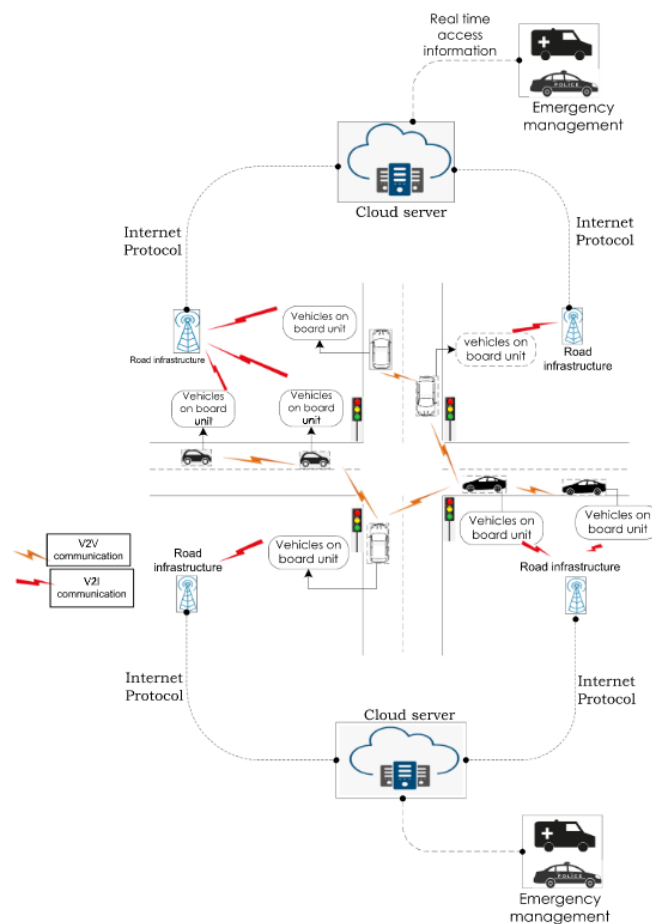 Real time
access
information
POLICE
Emergency
management
Cloud server
Internet
Protocol
Internet
Protocol
Vehicles on
board unit
vehicles on
board unit
Road infrastructure
Road
infrastructure
Vehicles
on board
unit
Vehicles
on board
unit
Vehicles on
board unit
Vehicles on
board unit
V2V
communication
V2I
communication
Road
infrastructure
Vehicles on
board unit
Road infrastructure
Internet
Protocol
Internet
Protocol
Cloud server
POLICE
Emergency
management